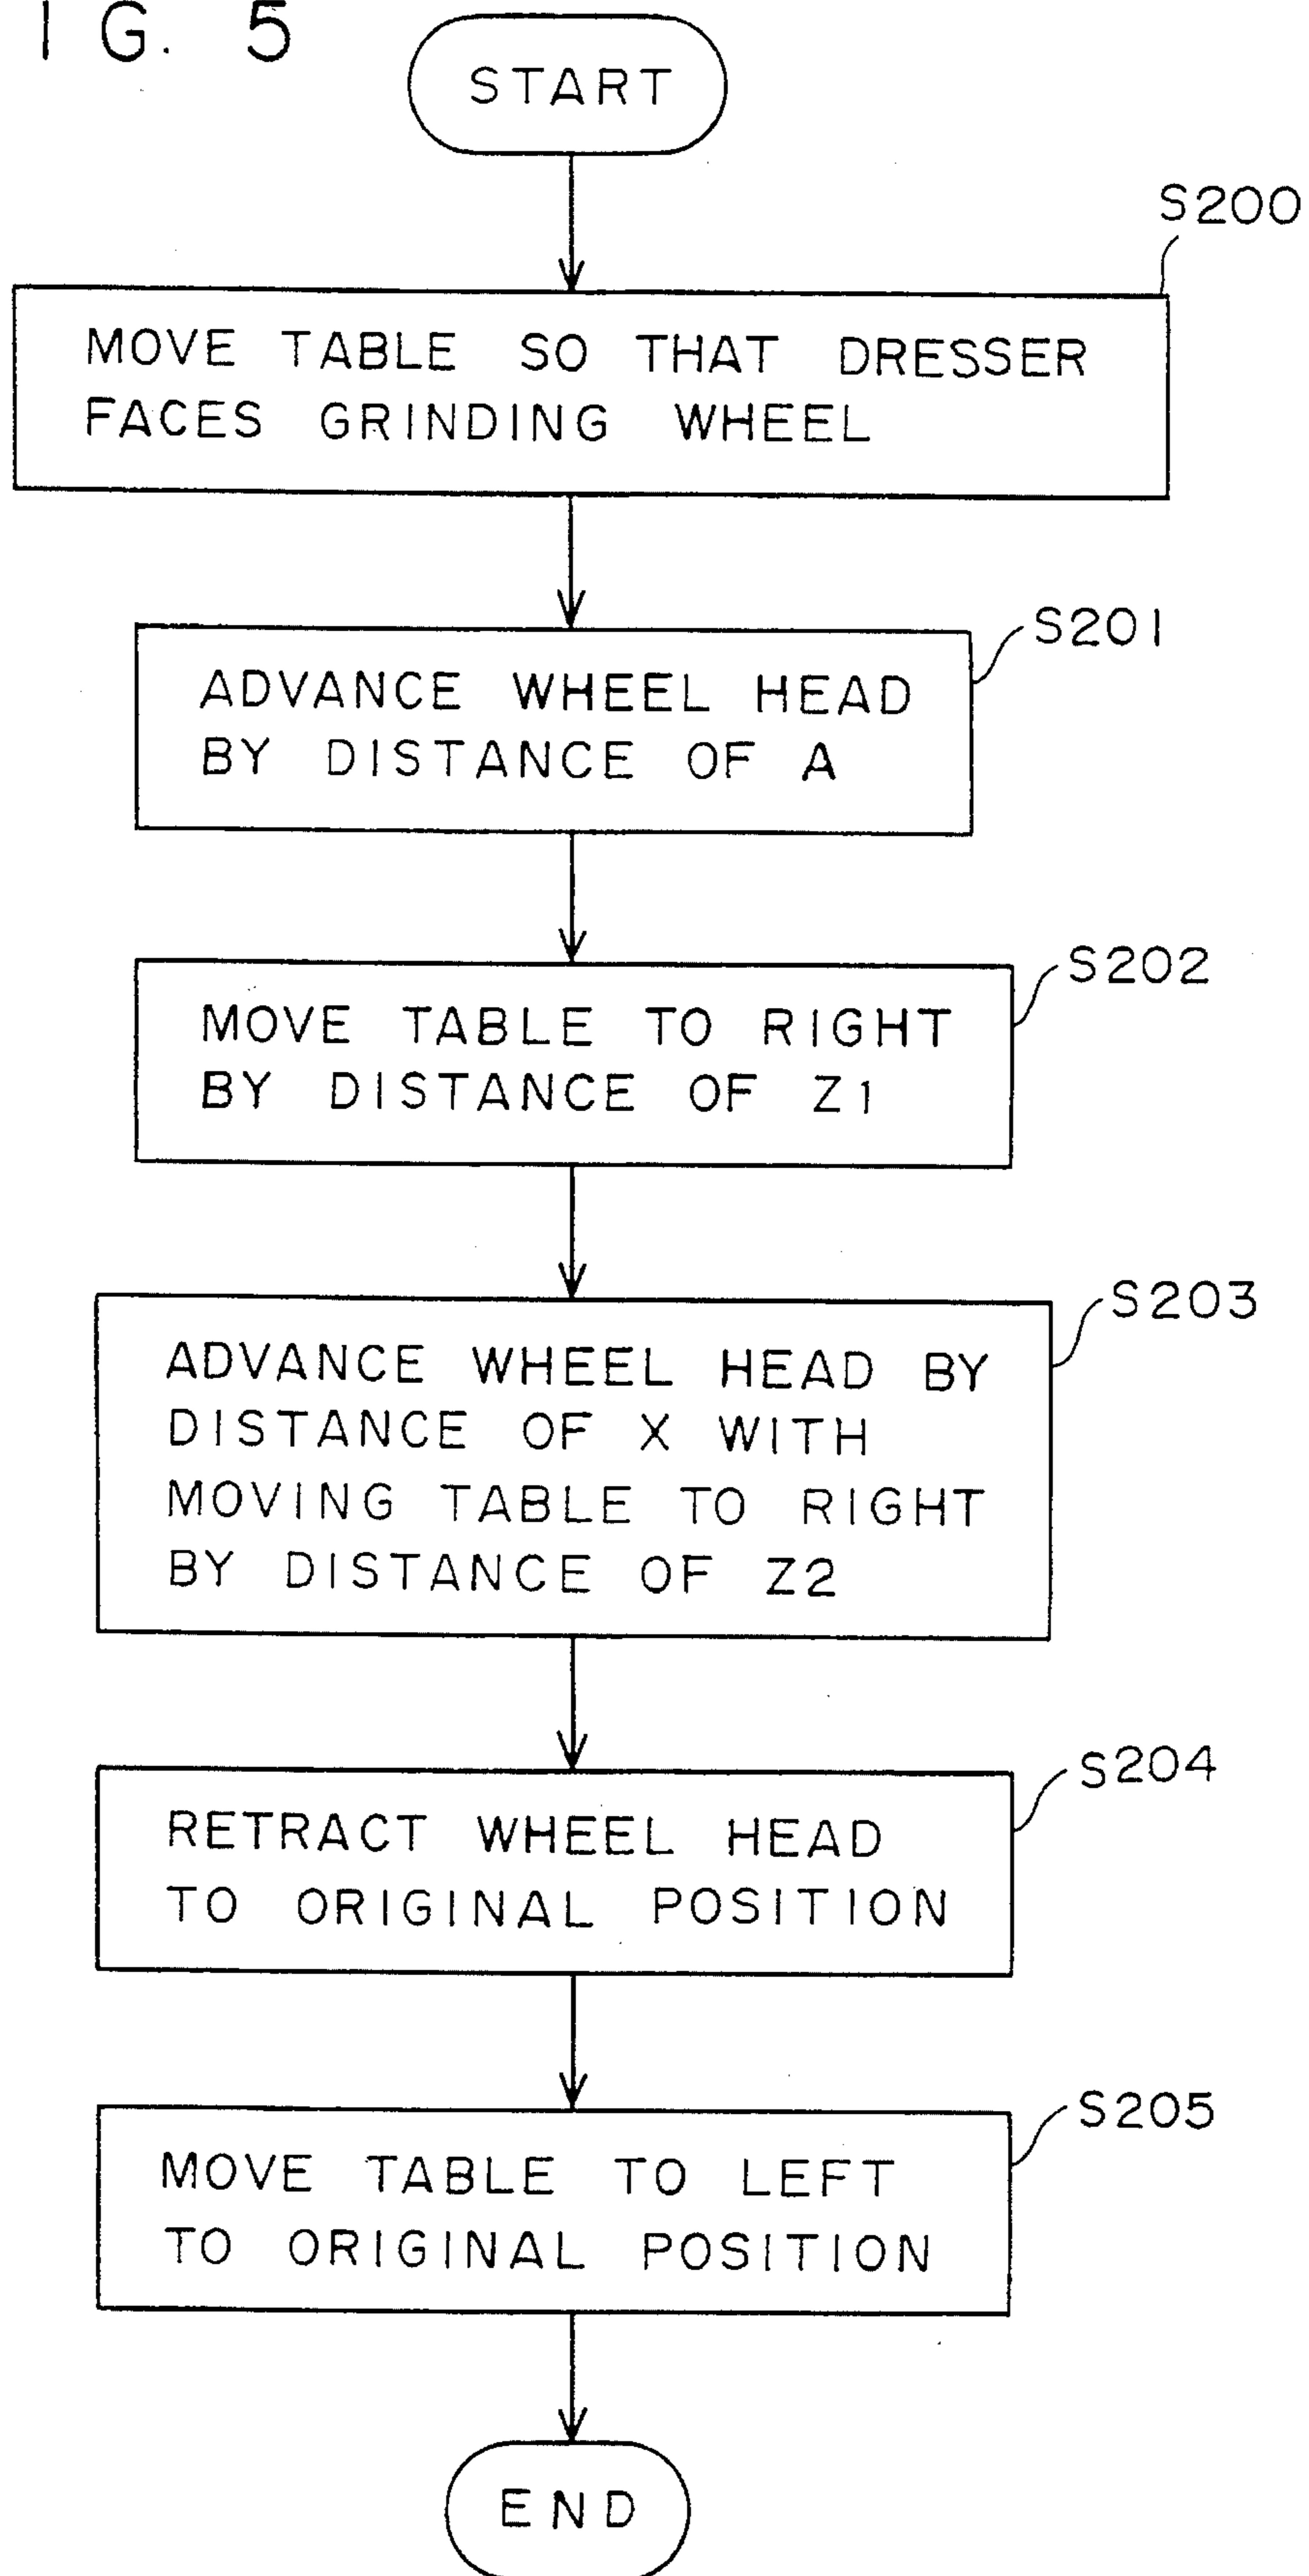 I G. 5
START
S200
MOVE TABLE SO THAT DRESSER
FACES GRINDING WHEEL
S201
ADVANCE WHEEL HEAD
BY DISTANCE OF A
S202
MOVE TABLE TO RIGHT
BY DISTANCE OF Z1
S203
ADVANCE WHEEL HEAD BY
DISTANCE OF X WITH
MOVING TABLE TO RIGHT
BY DISTANCE OF Z2
S204
RETRACT WHEEL HEAD
TO ORIGINAL POSITION
S205
MOVE TABLE TO LEFT
TO ORIGINAL POSITION
END